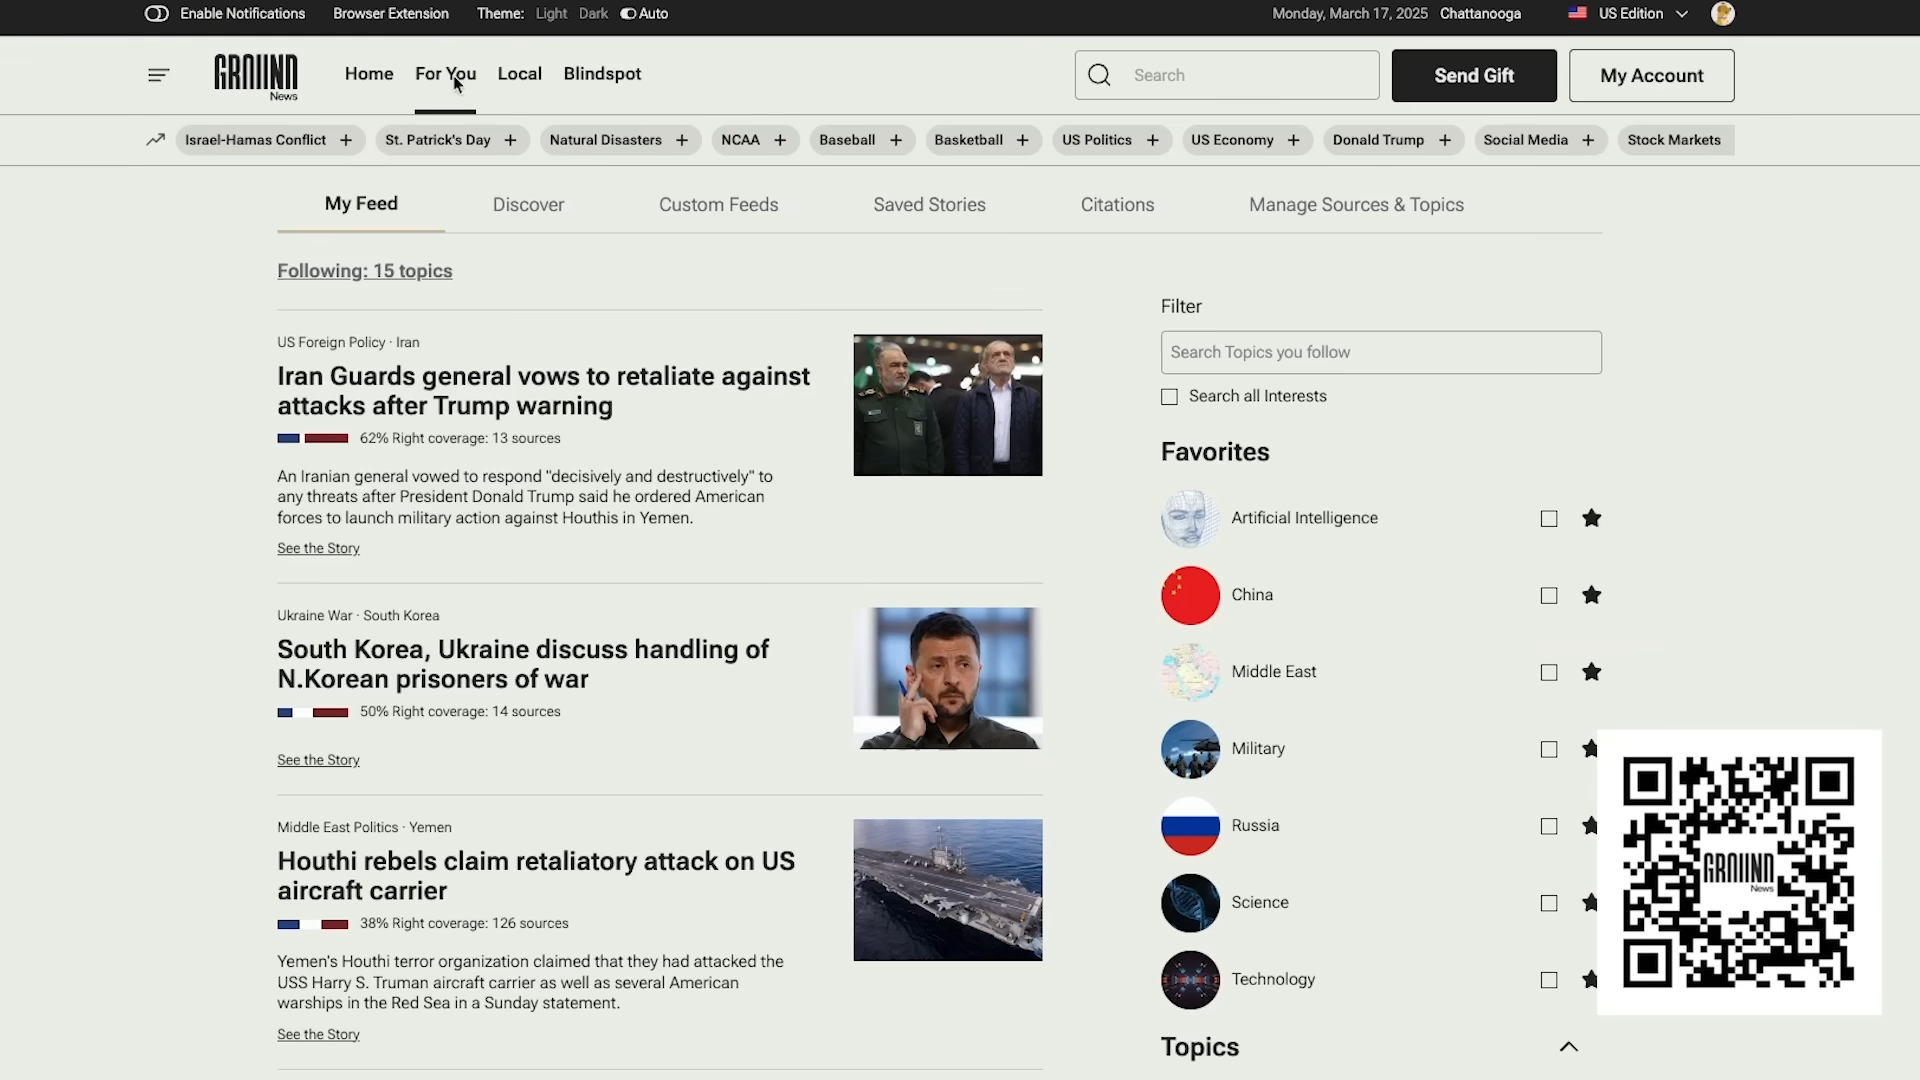 Enable Notifications Browser Extension Theme: Light Dark Auto Monday, March 17, 2025 Chattanooga US Edition
GROUND News Home For You Local Blindspot Search Send Gift My Account
Israel-Hamas Conflict + St. Patrick's Day + Natural Disasters + NCAA + Baseball + Basketball + US Politics + US Economy + Donald Trump + Social Media + Stock Markets
My Feed Discover Custom Feeds Saved Stories Citations Manage Sources & Topics
Following: 15 topics
US Foreign Policy · Iran
Iran Guards general vows to retaliate against
attacks after Trump warning
62% Right coverage: 13 sources
An Iranian general vowed to respond "decisively and destructively" to
any threats after President Donald Trump said he ordered American
forces to launch military action against Houthis in Yemen.
See the Story
Ukraine War · South Korea
South Korea, Ukraine discuss handling of
N.Korean prisoners of war
50% Right coverage: 14 sources
See the Story
Middle East Politics · Yemen
Houthi rebels claim retaliatory attack on US
aircraft carrier
38% Right coverage: 126 sources
Yemen's Houthi terror organization claimed that they had attacked the
USS Harry S. Truman aircraft carrier as well as several American
warships in the Red Sea in a Sunday statement.
See the Story
Filter
Search Topics you follow
Search all Interests
Favorites
Artificial Intelligence
China
Middle East
Military
Russia
Science
Technology
Topics
GROUND
News